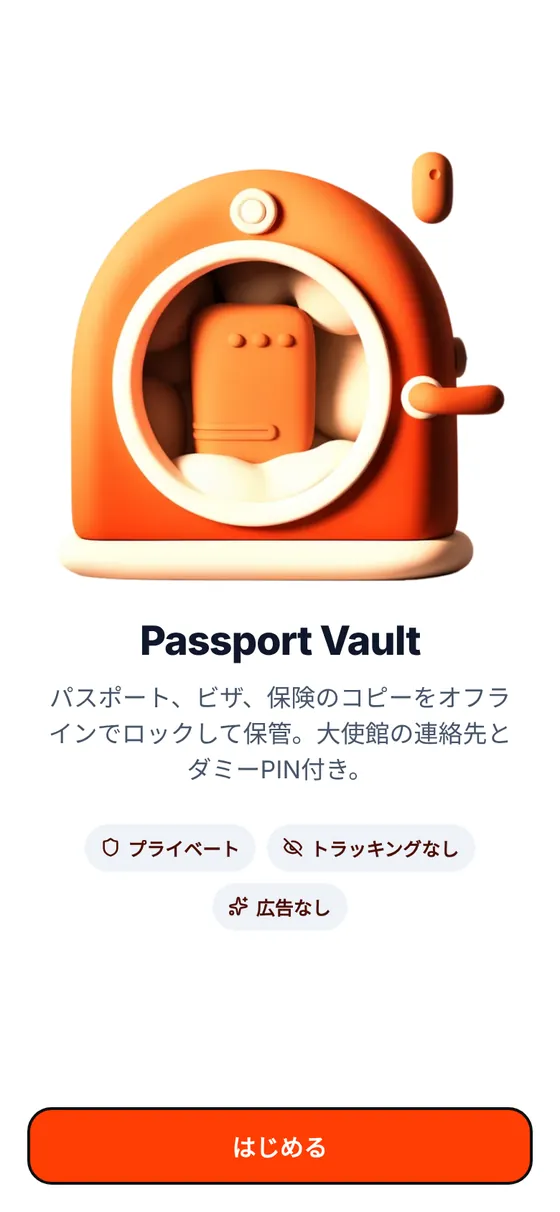 Passport Vault
パスポート、ビザ、保険のコピーをオフラ
インでロックして保管。大使館の連絡先と
ダミーPIN付き。
プライベート
トラッキングなし
広告なし
はじめる